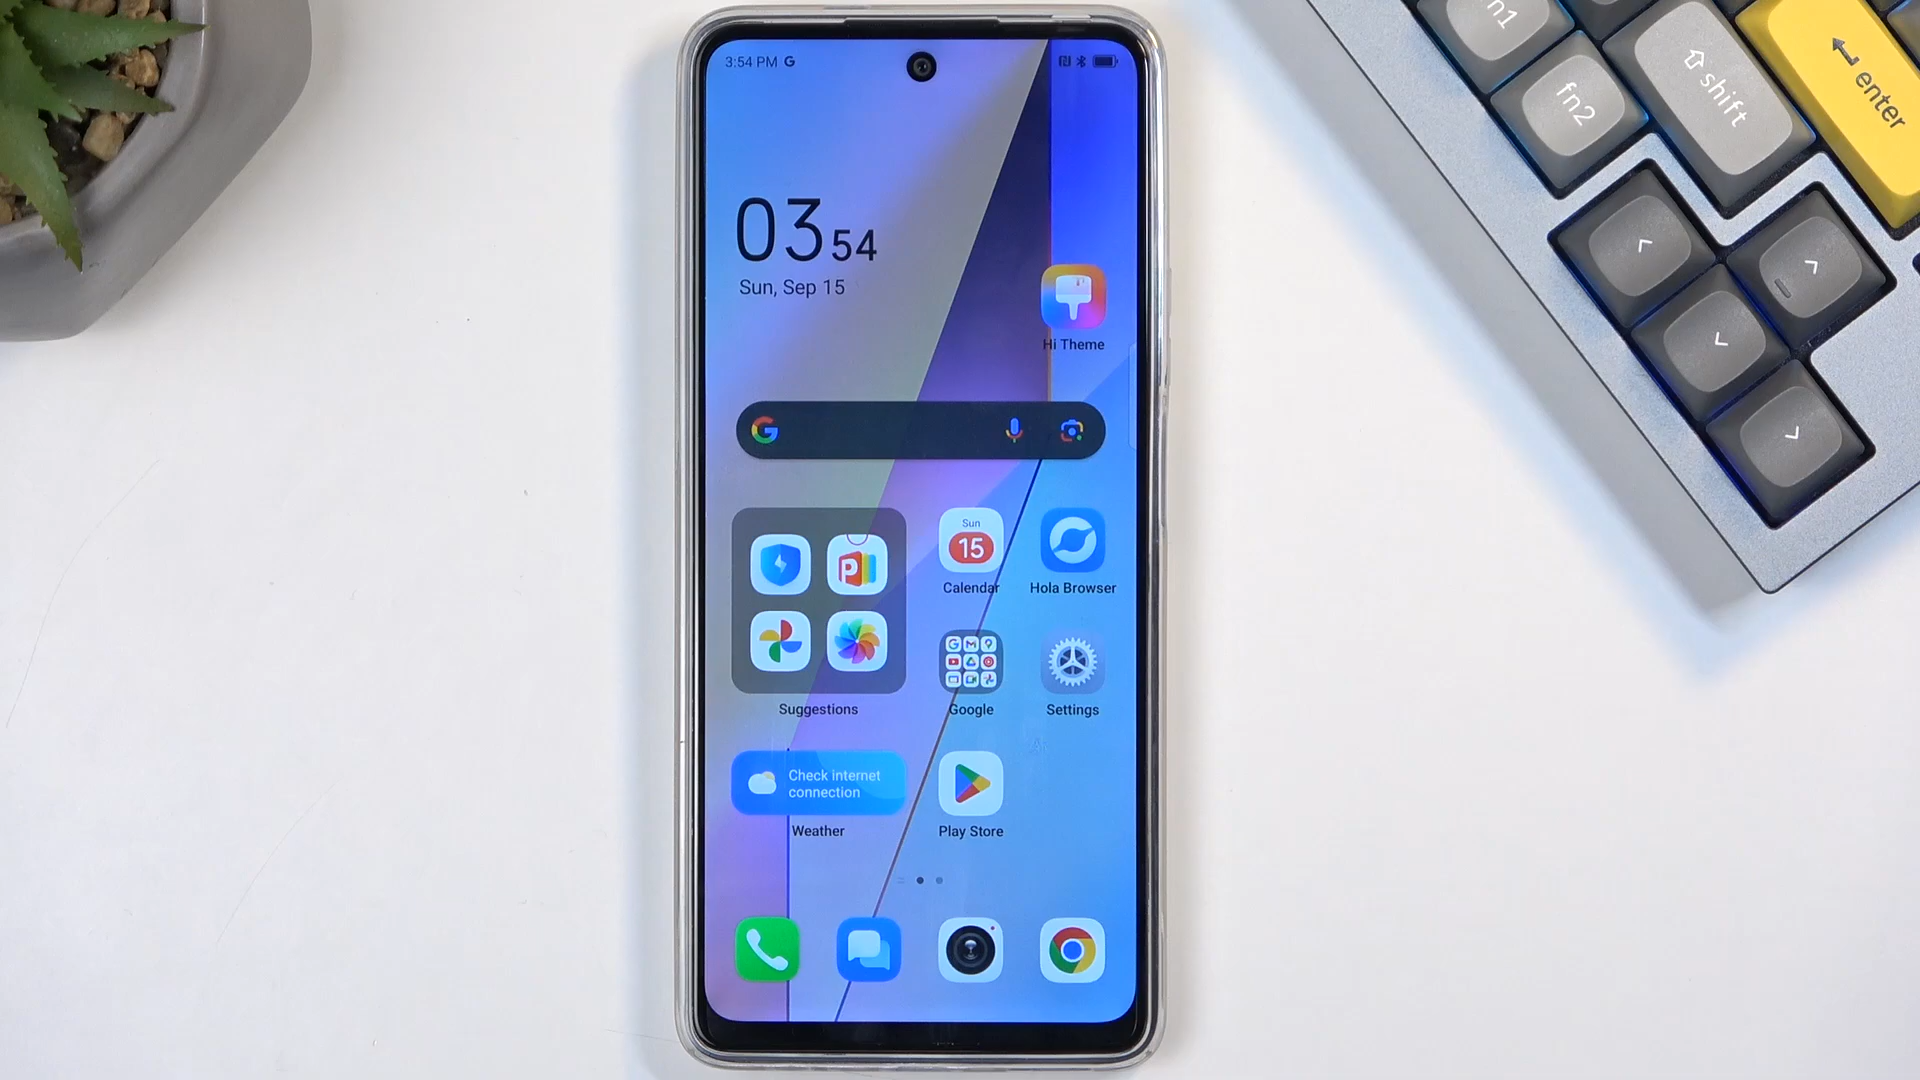 3:54 PM G
03 54
Sun, Sep 15
Hi Theme
Sun
15
Calendar
Hola Browser
Suggestions
Google
Settings
Check internet
connection
Weather
Play Store
fn1
fn2
shift
enter